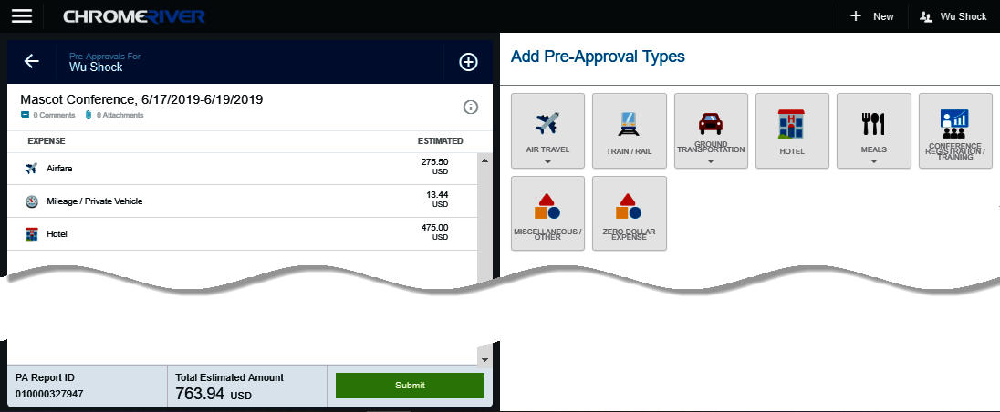 CHROMERIVER
New
Wu Shock
Pre-Approvals For
Wu Shock
Mascot Conference, 6/17/2019-6/19/2019
0 Comments 0 Attachments
EXPENSE ESTIMATED
Airfare 275.50
USD
Mileage / Private Vehicle 13.44
USD
Hotel 475.00
USD
PA Report ID
010000327947
Total Estimated Amount
763.94 USD
Submit
Add Pre-Approval Types
AIR TRAVEL
TRAIN / RAIL
GROUND
TRANSPORTATION
HOTEL
MEALS
CONFERENCE
REGISTRATION /
TRAINING
MISCELLANEOUS /
OTHER
ZERO DOLLAR
EXPENSE